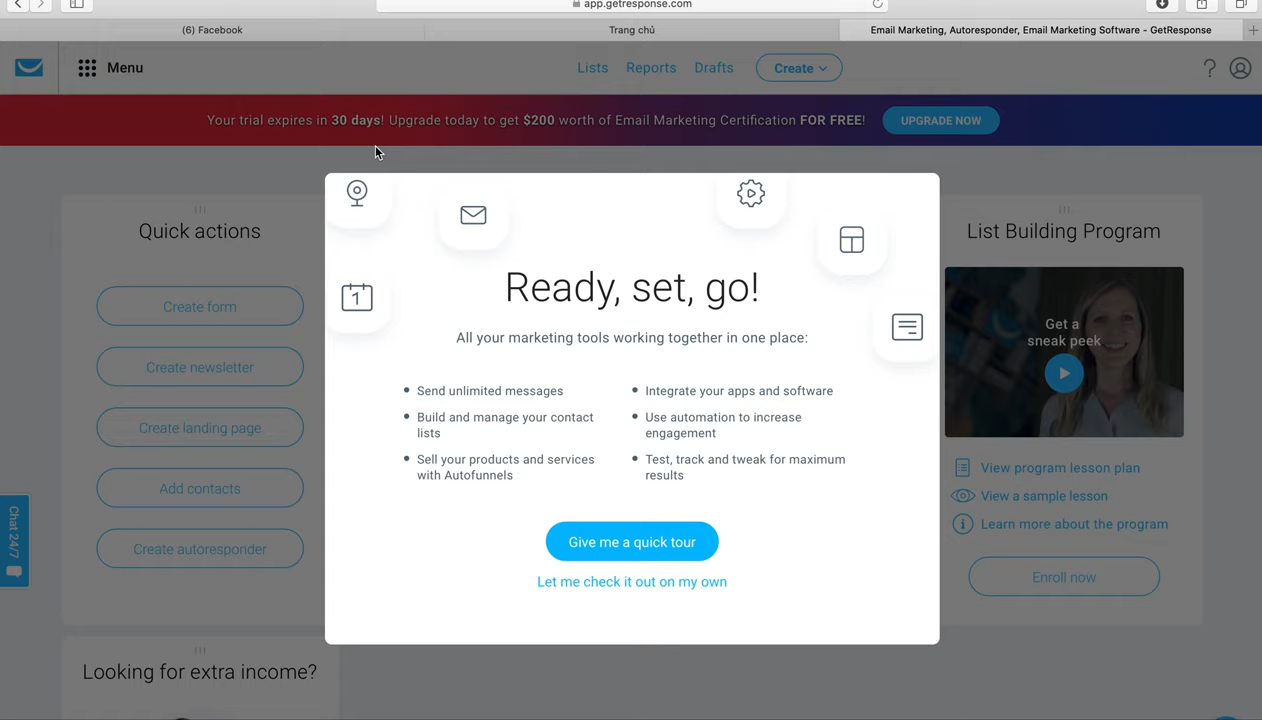 app.getresponse.com
(6) Facebook
Trang chủ
Email Marketing, Autoresponder, Email Marketing Software - GetResponse
Menu
Lists
Reports
Drafts
Create
?
Your trial expires in 30 days! Upgrade today to get $200 worth of Email Marketing Certification FOR FREE!
UPGRADE NOW
Quick actions
Create form
Create newsletter
Create landing page
Add contacts
Create autoresponder
Chat 24/7
Looking for extra income?
1
Ready, set, go!
All your marketing tools working together in one place:
• Send unlimited messages
• Build and manage your contact
lists
• Sell your products and services
with Autofunnels
• Integrate your apps and software
• Use automation to increase
engagement
• Test, track and tweak for maximum
results
Give me a quick tour
Let me check it out on my own
List Building Program
Get a
sneak peek
View program lesson plan
View a sample lesson
Learn more about the program
Enroll now